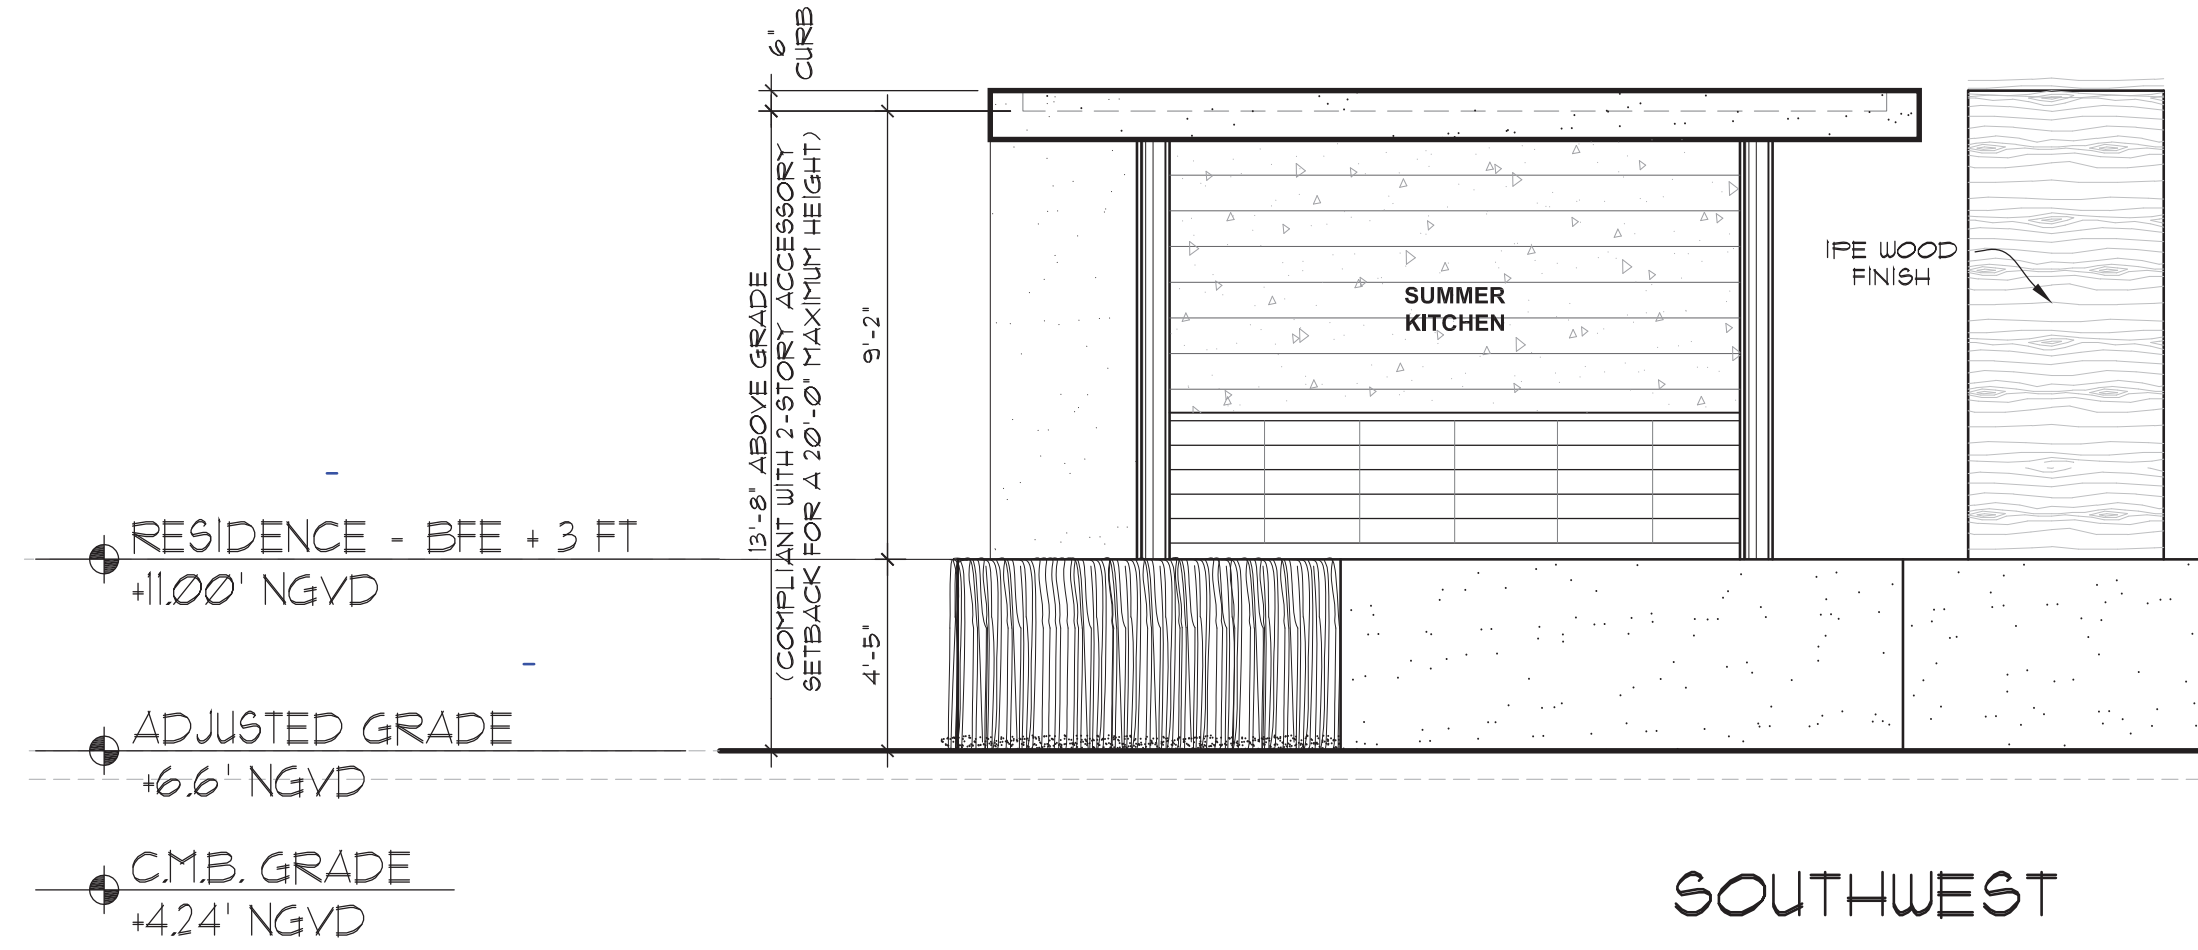 6"
CURB
13'-8" ABOVE GRADE
(COMPLIANT WITH 2-STORY ACCESSORY
SETBACK FOR A 20'-0" MAXIMUM HEIGHT)
9'-2"
4'-5"
SUMMER
KITCHEN
IPE WOOD
FINISH
RESIDENCE - BFE + 3 FT
+11.00' NGVD
ADJUSTED GRADE
+6.6' NGVD
C.M.B. GRADE
+4.24' NGVD
SOUTHWEST